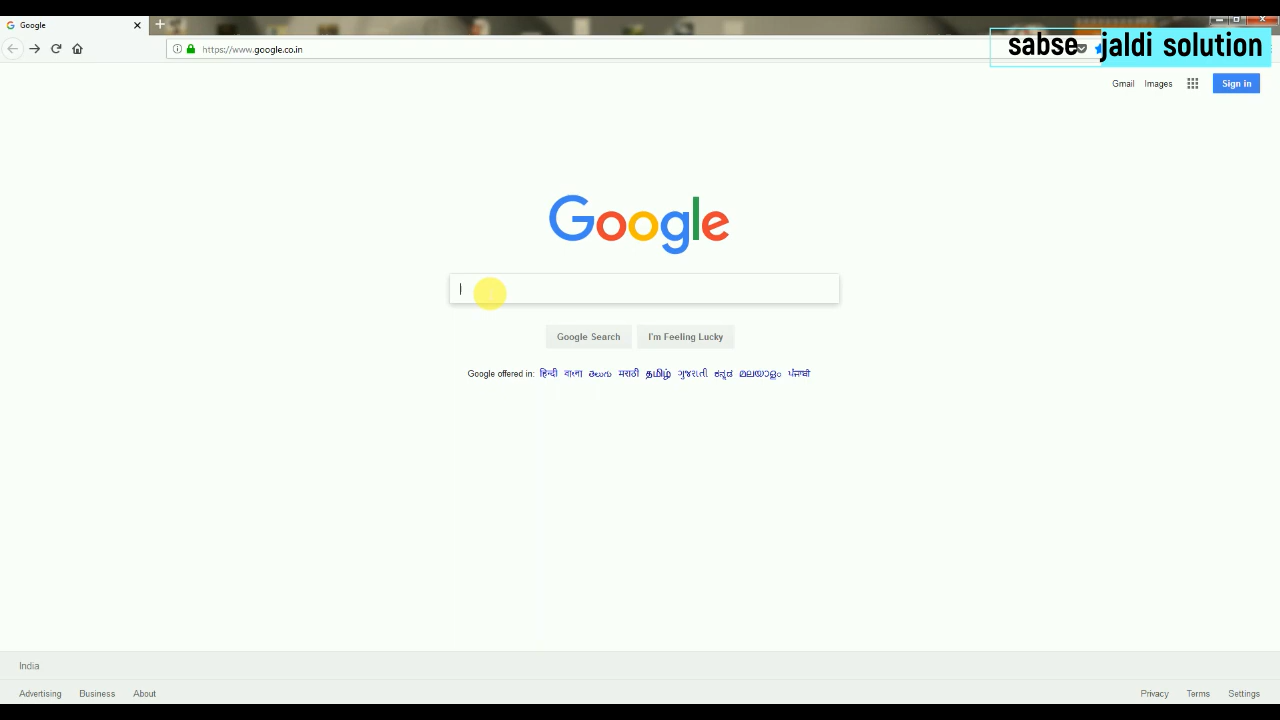 Google
https://www.google.co.in
sabse jaldi solution
Gmail Images Sign in
Google
Google Search I'm Feeling Lucky
Google offered in: हिन्दी বাংলা తెలుగు मराठी தமிழ் ગુજરાતી ಕನ್ನಡ മലയാളം ਪੰਜਾਬੀ
India
Advertising Business About Privacy Terms Settings